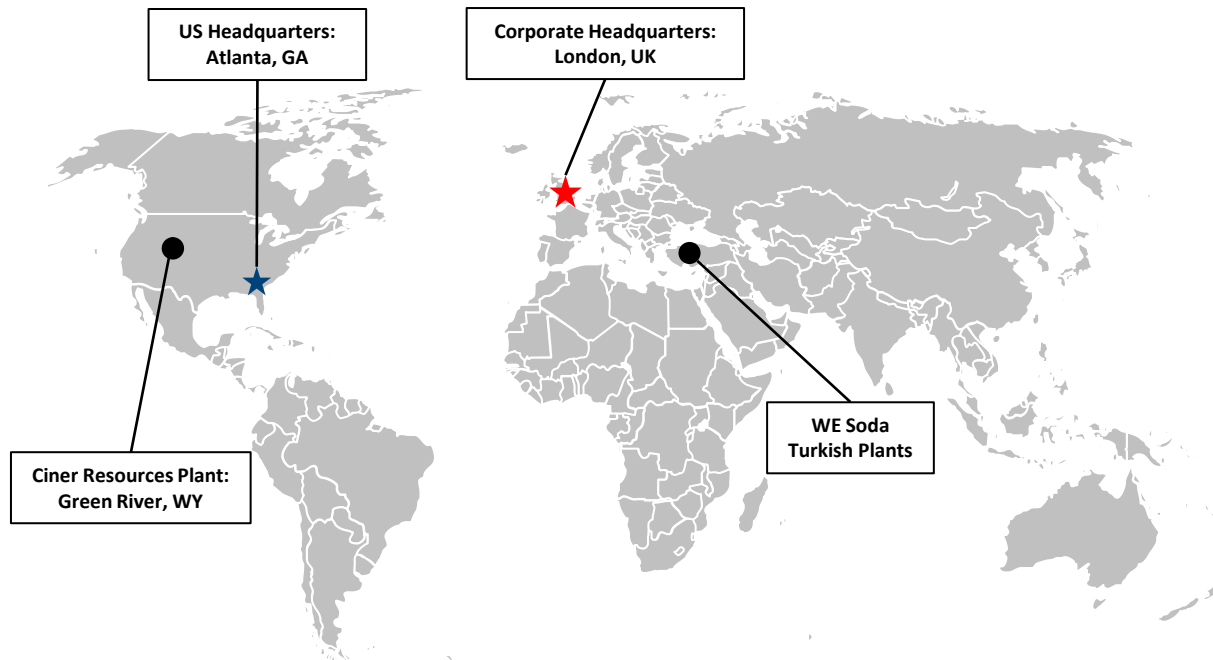 US Headquarters:
Atlanta, GA
Corporate Headquarters:
London, UK
WE Soda
Turkish Plants
Ciner Resources Plant:
Green River, WY